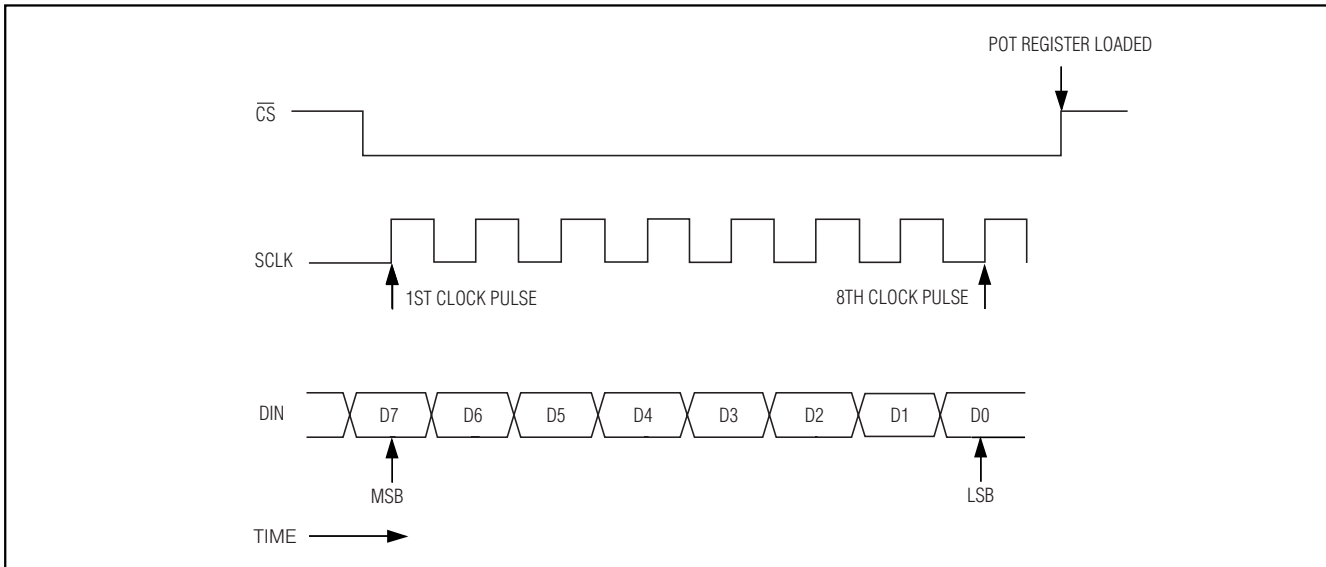 POT REGISTER LOADED
C̅S̅
SCLK
1ST CLOCK PULSE
8TH CLOCK PULSE
DIN
D7 D6 D5 D4 D3 D2 D1 D0
MSB
LSB
TIME